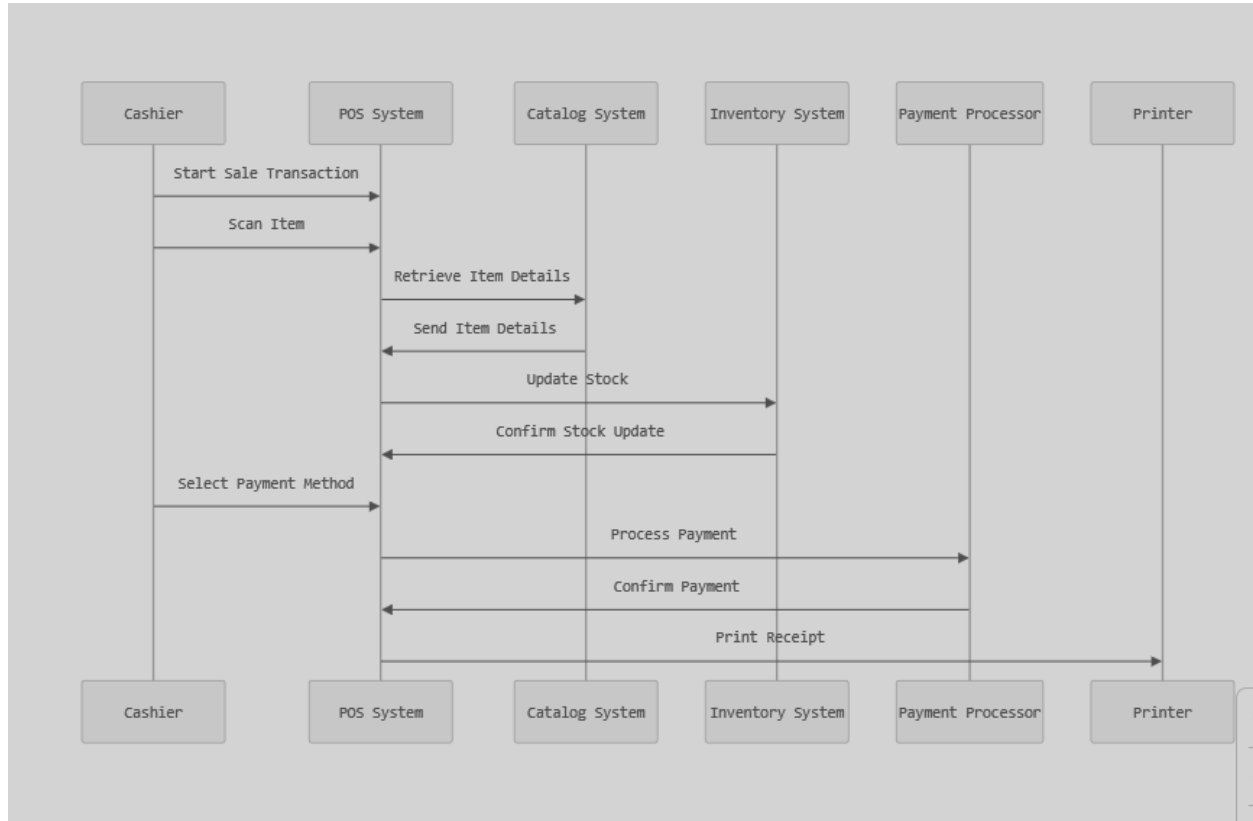 Cashier
POS System
Catalog System
Inventory System
Payment Processor
Printer
Start Sale Transaction
Scan Item
Retrieve Item Details
Send Item Details
Update Stock
Confirm Stock Update
Select Payment Method
Process Payment
Confirm Payment
Print Receipt
Cashier
POS System
Catalog System
Inventory System
Payment Processor
Printer